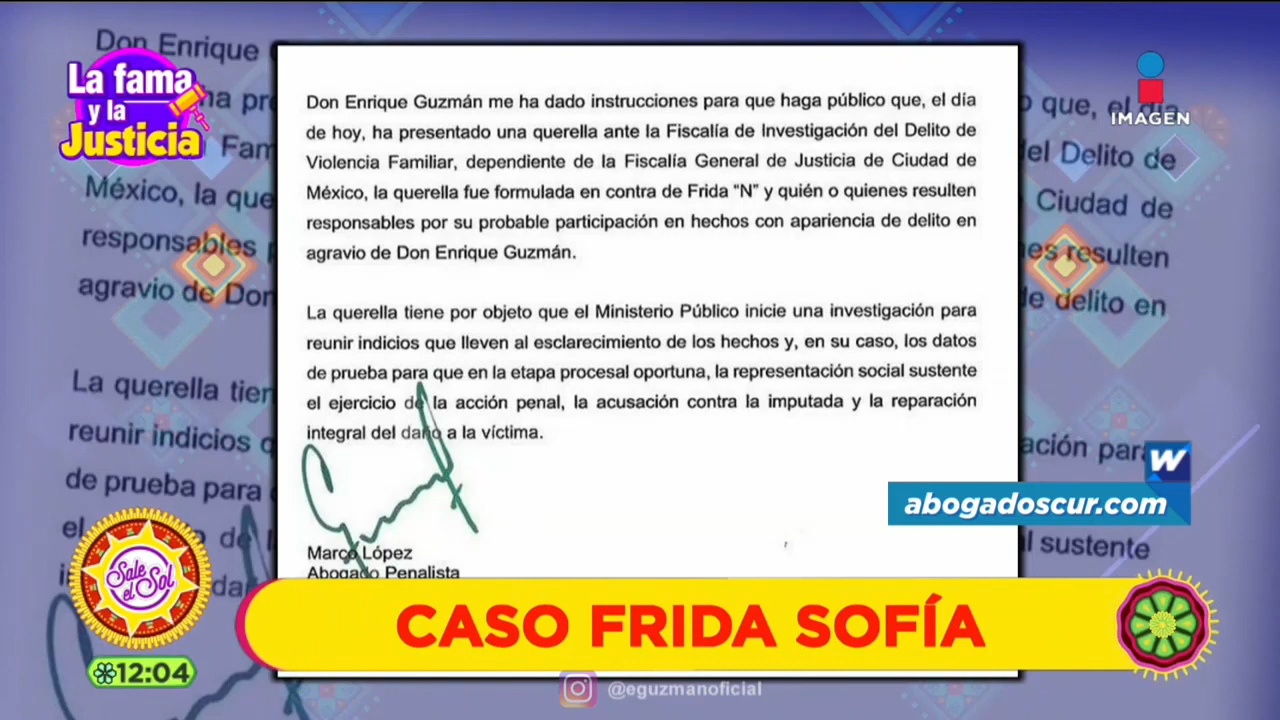 La fama
y la
Justicia
IMAGEN
Don Enrique Guzmán me ha dado instrucciones para que haga público que, el día
de hoy, ha presentado una querella ante la Fiscalía de Investigación del Delito de
Violencia Familiar, dependiente de la Fiscalía General de Justicia de Ciudad de
México, la querella fue formulada en contra de Frida “N” y quién o quienes resulten
responsables por su probable participación en hechos con apariencia de delito en
agravio de Don Enrique Guzmán.
La querella tiene por objeto que el Ministerio Público inicie una investigación para
reunir indicios que lleven al esclarecimiento de los hechos y, en su caso, los datos
de prueba para que en la etapa procesal oportuna, la representación social sustente
el ejercicio de la acción penal, la acusación contra la imputada y la reparación
integral del daño a la víctima.
Marco López
Abogado Penalista
W
abogadoscur.com
Sale
el Sol
12:04
CASO FRIDA SOFÍA
@eguzmanoficial